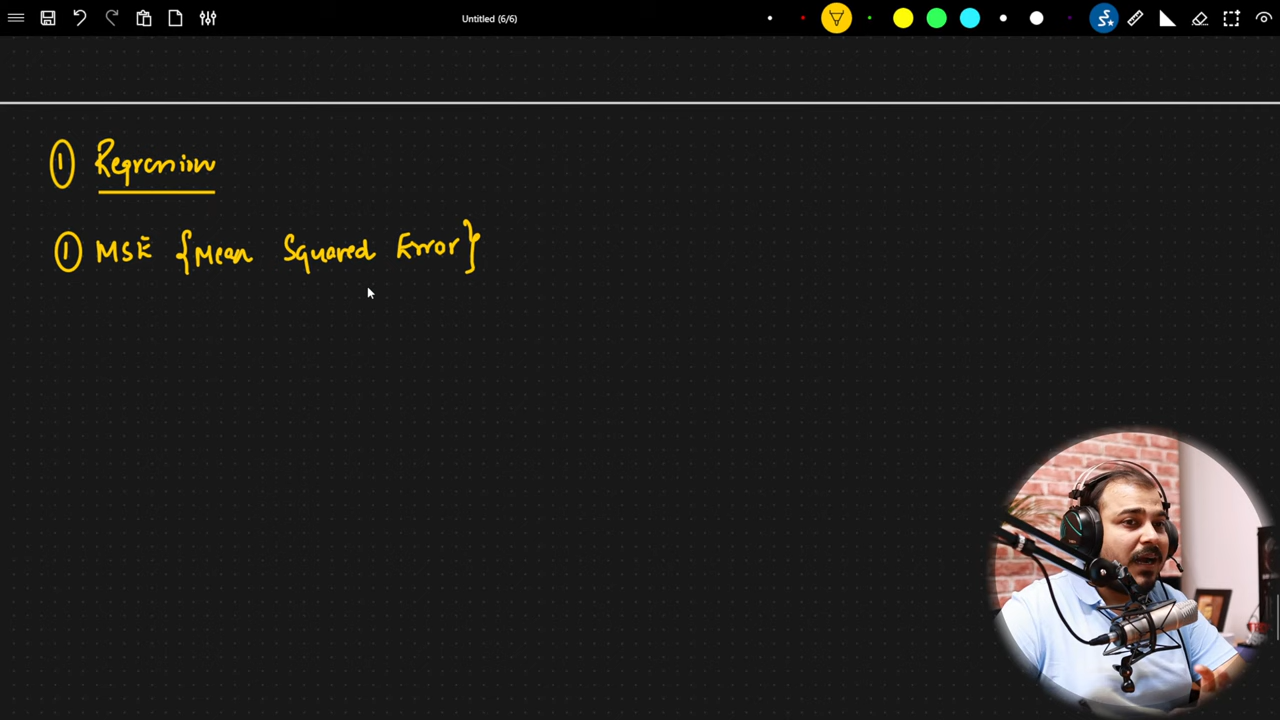 Untitled (6/6)
① Regression
① MSE {Mean Squared Error}